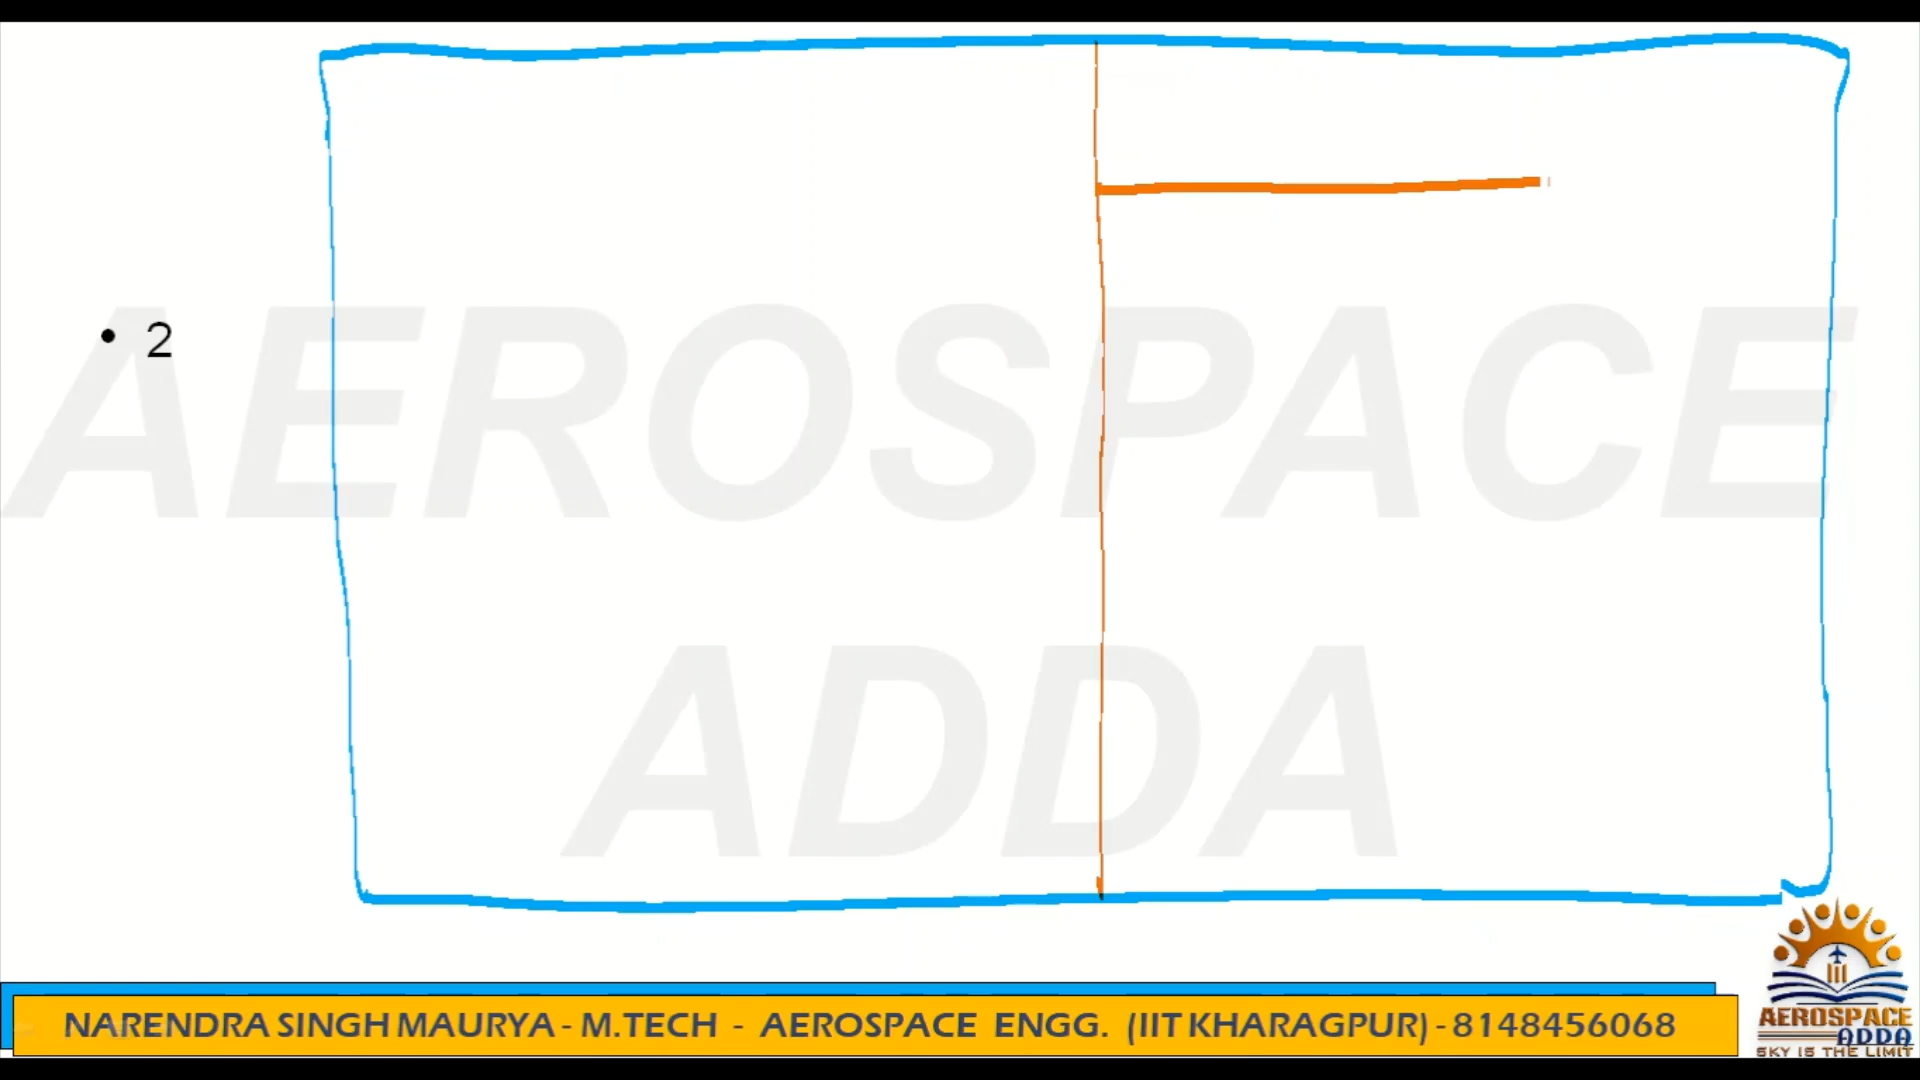 • 2
AEROSPACE
ADDA
NARENDRA SINGH MAURYA - M.TECH - AEROSPACE ENGG. (IIT KHARAGPUR) - 8148456068
AEROSPACE
ADDA
SKY IS THE LIMIT